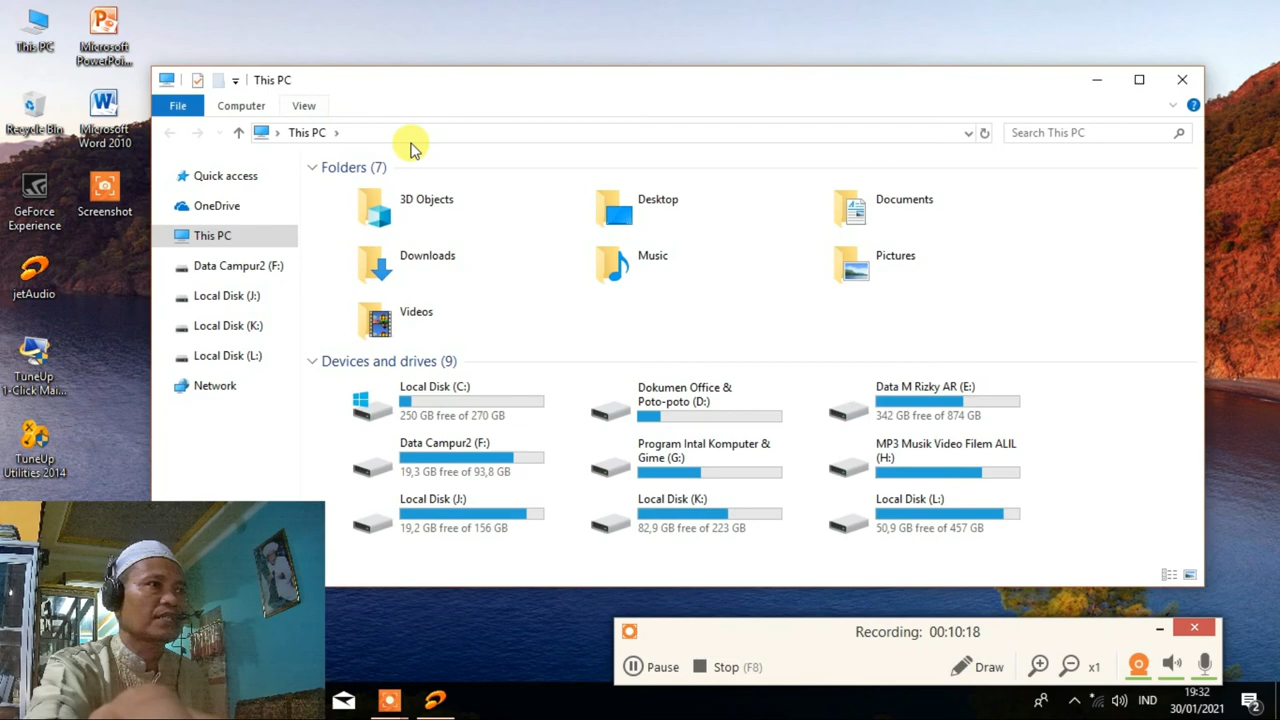 This PC
Microsoft
PowerPoi...
Recycle Bin
Microsoft
Word 2010
GeForce
Experience
Screenshot
jetAudio
TuneUp
1-Click Mai...
TuneUp
Utilities 2014
This PC
File
Computer
View
This PC
Search This PC
Quick access
OneDrive
This PC
Data Campur2 (F:)
Local Disk (J:)
Local Disk (K:)
Local Disk (L:)
Network
Folders (7)
3D Objects
Desktop
Documents
Downloads
Music
Pictures
Videos
Devices and drives (9)
Local Disk (C:)
250 GB free of 270 GB
Dokumen Office &
Poto-poto (D:)
Data M Rizky AR (E:)
342 GB free of 874 GB
Data Campur2 (F:)
19,3 GB free of 93,8 GB
Program Intal Komputer &
Gime (G:)
MP3 Musik Video Filem ALIL
(H:)
Local Disk (J:)
19,2 GB free of 156 GB
Local Disk (K:)
82,9 GB free of 223 GB
Local Disk (L:)
50,9 GB free of 457 GB
Recording: 00:10:18
Pause
Stop (F8)
Draw
x1
IND
19:32
30/01/2021
2